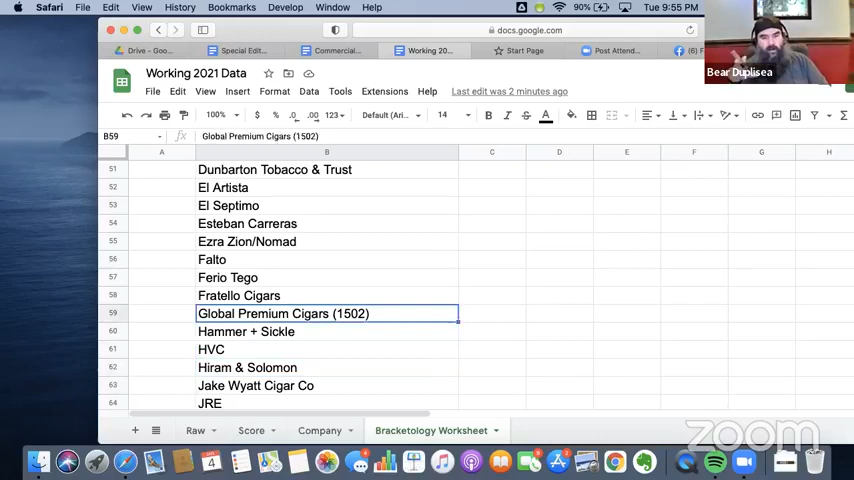 Safari File Edit View History Bookmarks Develop Window Help 90% Tue 9:55 PM
docs.google.com
Drive - Goo... Special Edit... Commercial... Working 20... Start Page Post Attend... (6)
Bear Duplisea
Working 2021 Data
File Edit View Insert Format Data Tools Extensions Help Last edit was 2 minutes ago
100% $ % .0 .00 123 Default (Ari... 14 B I S A
B59 fx Global Premium Cigars (1502)
A B C D E F G H
51 Dunbarton Tobacco & Trust
52 El Artista
53 El Septimo
54 Esteban Carreras
55 Ezra Zion/Nomad
56 Falto
57 Ferio Tego
58 Fratello Cigars
59 Global Premium Cigars (1502)
60 Hammer + Sickle
61 HVC
62 Hiram & Solomon
63 Jake Wyatt Cigar Co
64 JRE
+ Raw Score Company Bracketology Worksheet
zoom